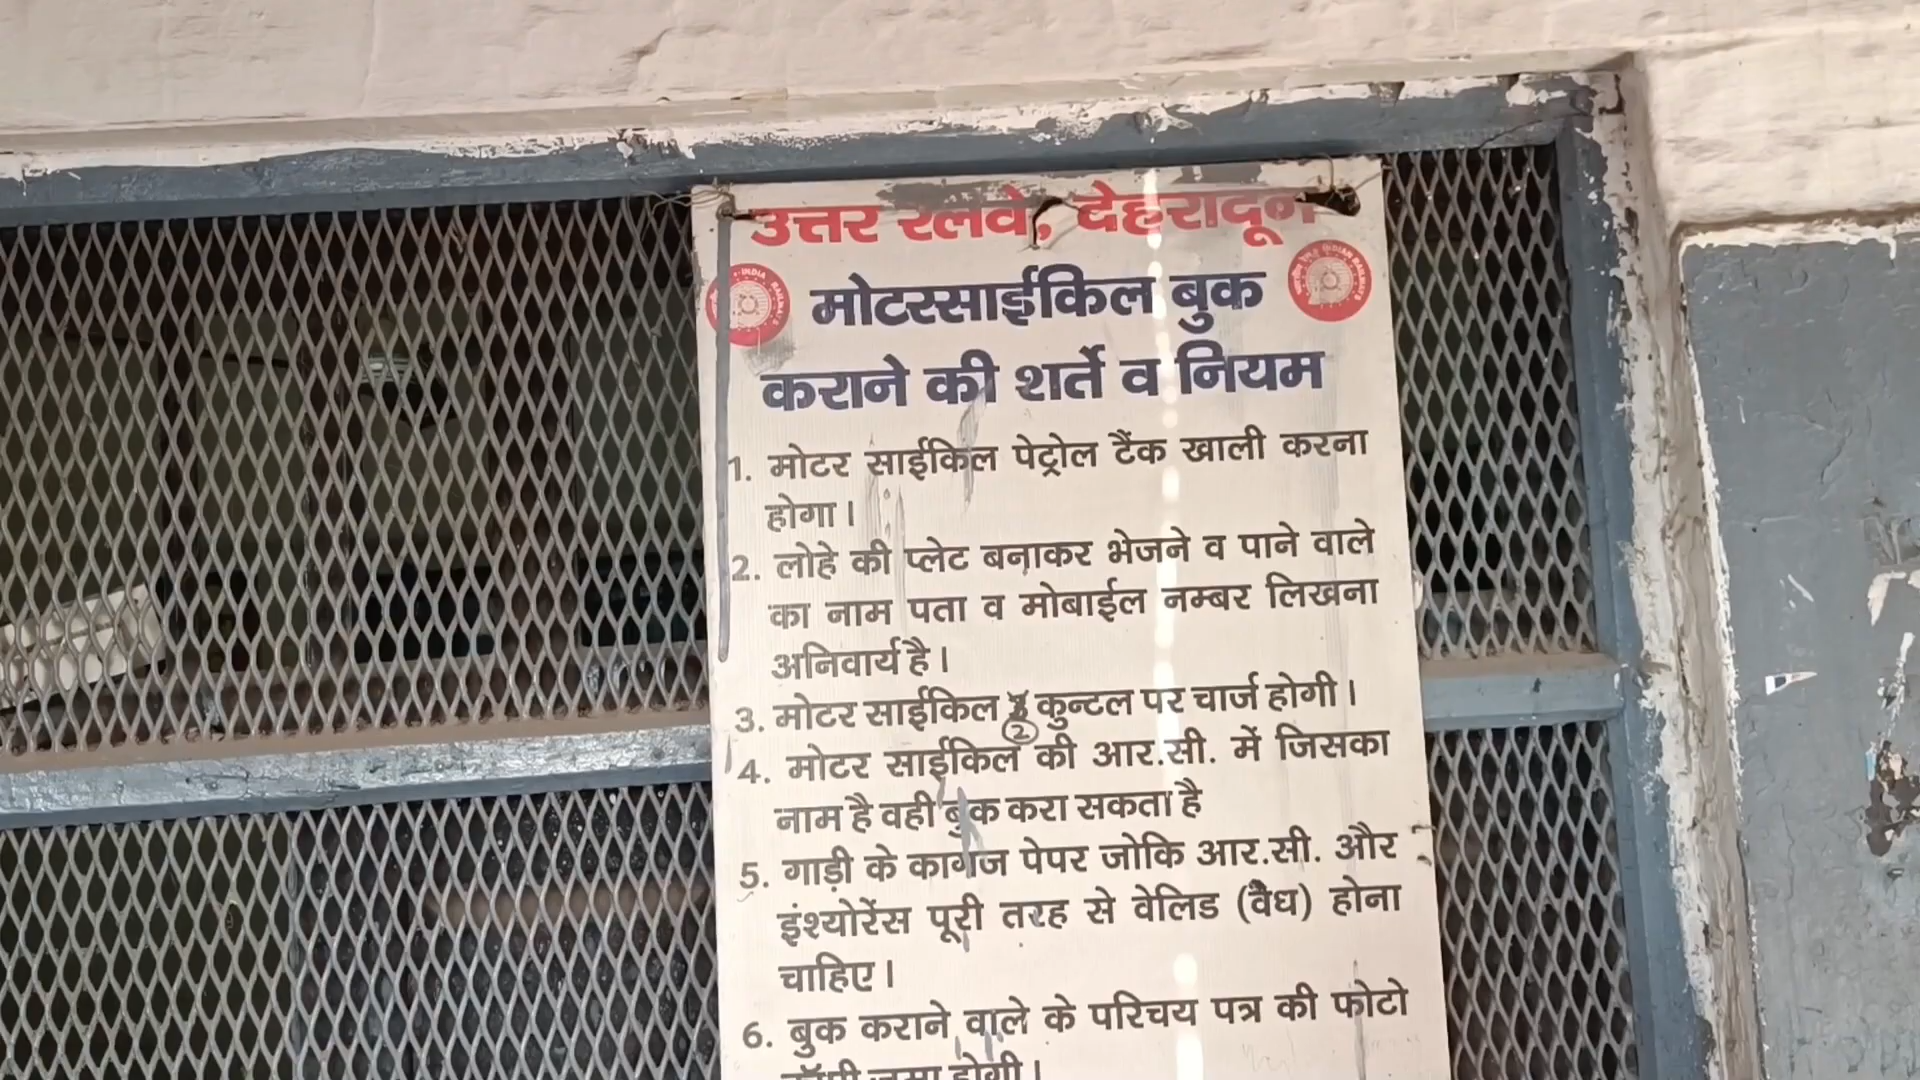 उत्तर रेलवे, देहरादून
मोटरसाईकिल बुक
कराने की शर्ते व नियम
1. मोटर साईकिल पेट्रोल टैंक खाली करना
होगा।
2. लोहे की प्लेट बनाकर भेजने व पाने वाले
का नाम पता व मोबाईल नम्बर लिखना
अनिवार्य है।
3. मोटर साईकिल 2 कुन्टल पर चार्ज होगी।
4. मोटर साईकिल की आर.सी. में जिसका
नाम है वही बुक करा सकता है
5. गाड़ी के कागज पेपर जोकि आर.सी. और
इंश्योरेंस पूरी तरह से वेलिड (वैध) होना
चाहिए।
6. बुक कराने वाले के परिचय पत्र की फोटो
कॉपी जमा होगी।